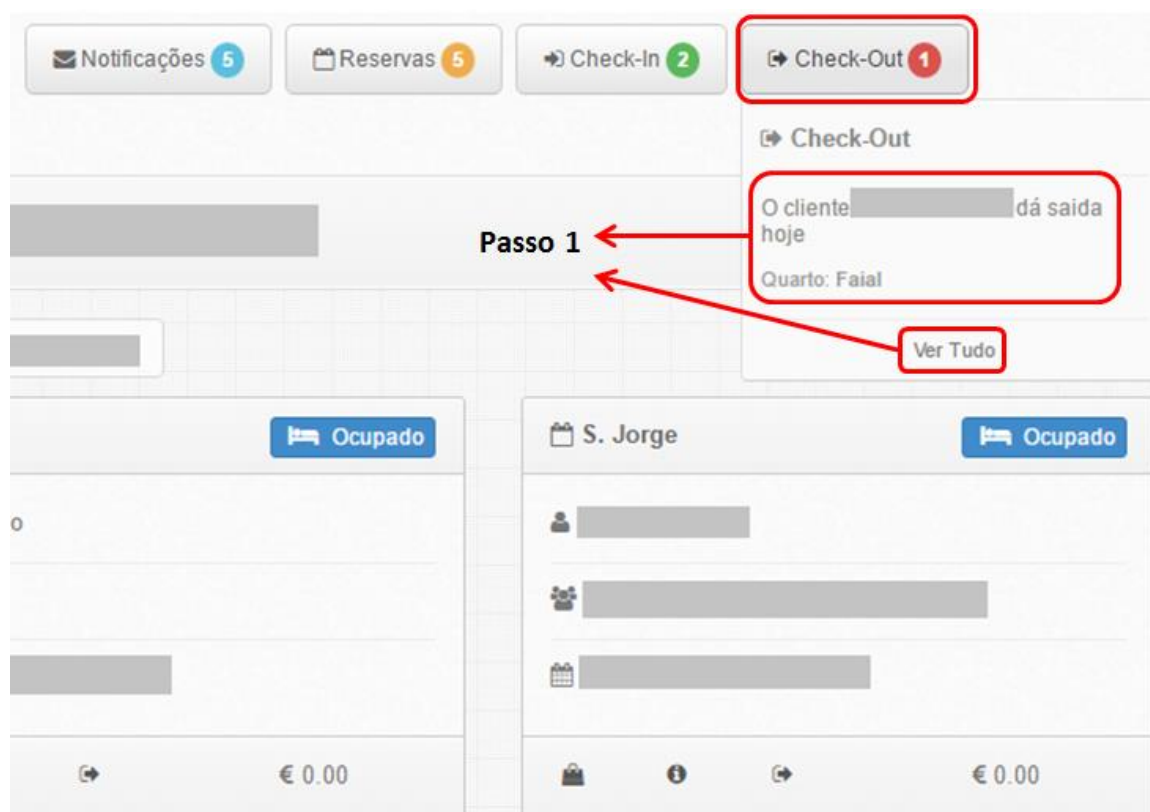 Notificações 5 Reservas 5 Check-In 2 Check-Out 1
Check-Out
O cliente dá saida
hoje
Quarto: Faial
Passo 1
Ver Tudo
Ocupado
S. Jorge Ocupado
o
€ 0.00 € 0.00